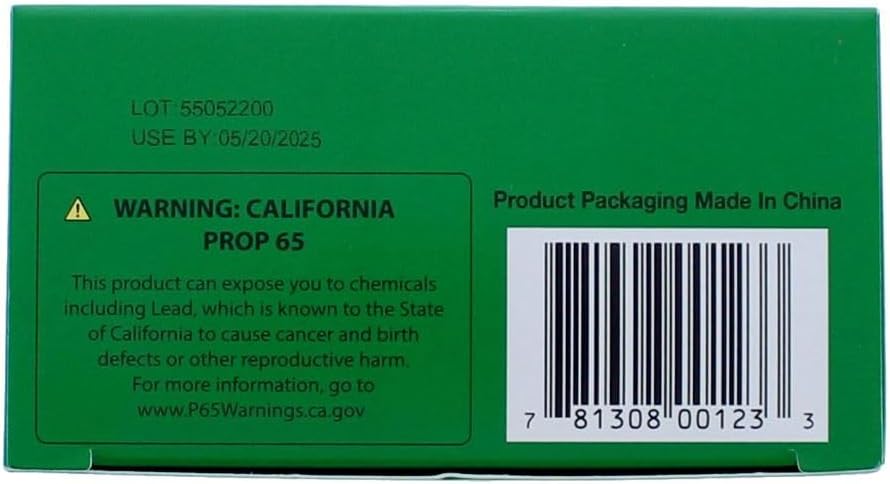 LOT:55052200
USE BY:05/20/2025
WARNING: CALIFORNIA
PROP 65
This product can expose you to chemicals
including Lead, which is known to the State
of California to cause cancer and birth
defects or other reproductive harm.
For more information, go to
www.P65Warnings.ca.gov
Product Packaging Made In China
7 81308 00123 3